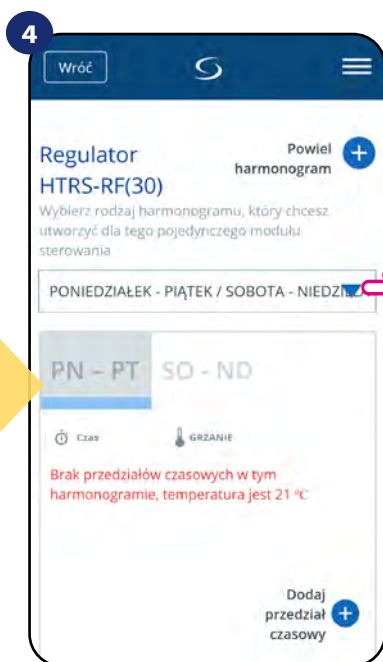 4
Wróć
Regulator
HTRS-RF(30)
Powiel
harmonogram
Wybierz rodzaj harmonogramu, który chcesz
utworzyć dla tego pojedynczego modułu
sterowania
PONIEDZIAŁEK - PIĄTEK / SOBOTA - NIEDZIEL
PN – PT SO - ND
Czas GRZANIE
Brak przedziałów czasowych w tym
harmonogramie, temperatura jest 21 °C
Dodaj
przedział
czasowy